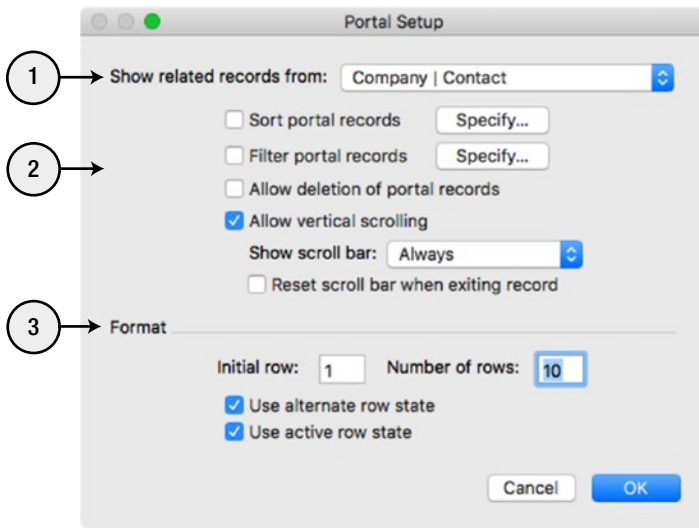 Portal Setup
1 Show related records from: Company | Contact
Sort portal records Specify...
2 Filter portal records Specify...
Allow deletion of portal records
Allow vertical scrolling
Show scroll bar: Always
Reset scroll bar when exiting record
3 Format
Initial row: 1 Number of rows: 10
Use alternate row state
Use active row state
Cancel OK